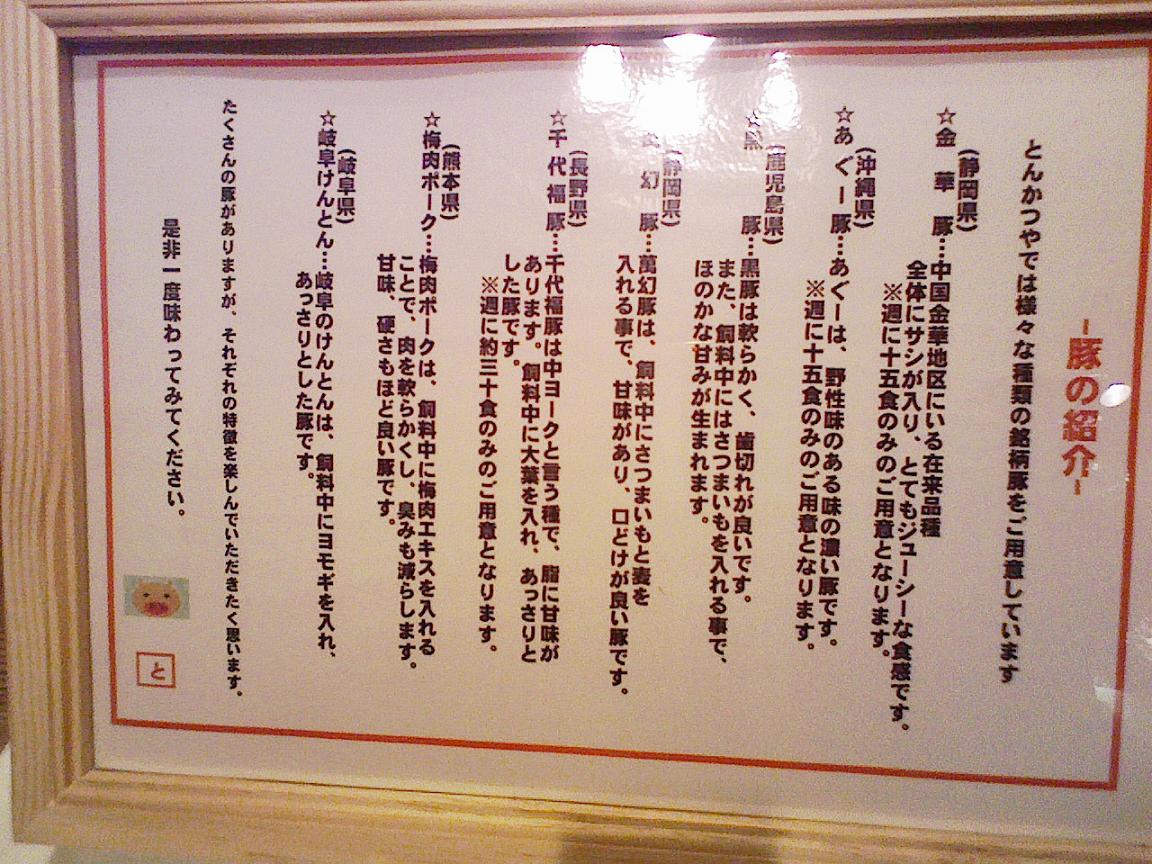 -豚の紹介-
とんかつやでは様々な種類の銘柄豚をご用意しています
(静岡県)
☆金華豚…中国金華地区にいる在来品種
全体にサシが入り、とてもジューシーな食感です。
※週に十五食のみのご用意となります。
(沖縄県)
☆あぐー豚…あぐーは、野性味のある味の濃い豚です。
※週に十五食のみのご用意となります。
(鹿児島県)
☆黒豚…黒豚は軟らかく、歯切れが良いです。
また、飼料中にはさつまいもを入れる事で、
ほのかな甘みが生まれます。
(静岡県)
幻豚…萬幻豚は、飼料中にさつまいもと麦を
入れる事で、甘味があり、口どけが良い豚です。
(長野県)
☆千代福豚…千代福豚は中ヨークと言う種で、脂に甘味が
あります。飼料中に大葉を入れ、あっさりと
した豚です。
※週に約三十食のみのご用意となります。
(熊本県)
☆梅肉ポーク…梅肉ポークは、飼料中に梅肉エキスを入れる
ことで、肉を軟らかくし、臭みも減らします。
甘味、硬さもほど良い豚です。
(岐阜県)
☆岐阜けんとん…岐阜のけんとんは、飼料中にヨモギを入れ、
あっさりとした豚です。
たくさんの豚がありますが、それぞれの特徴を楽しんでいただきたく思います。
是非一度味わってみてください。
と